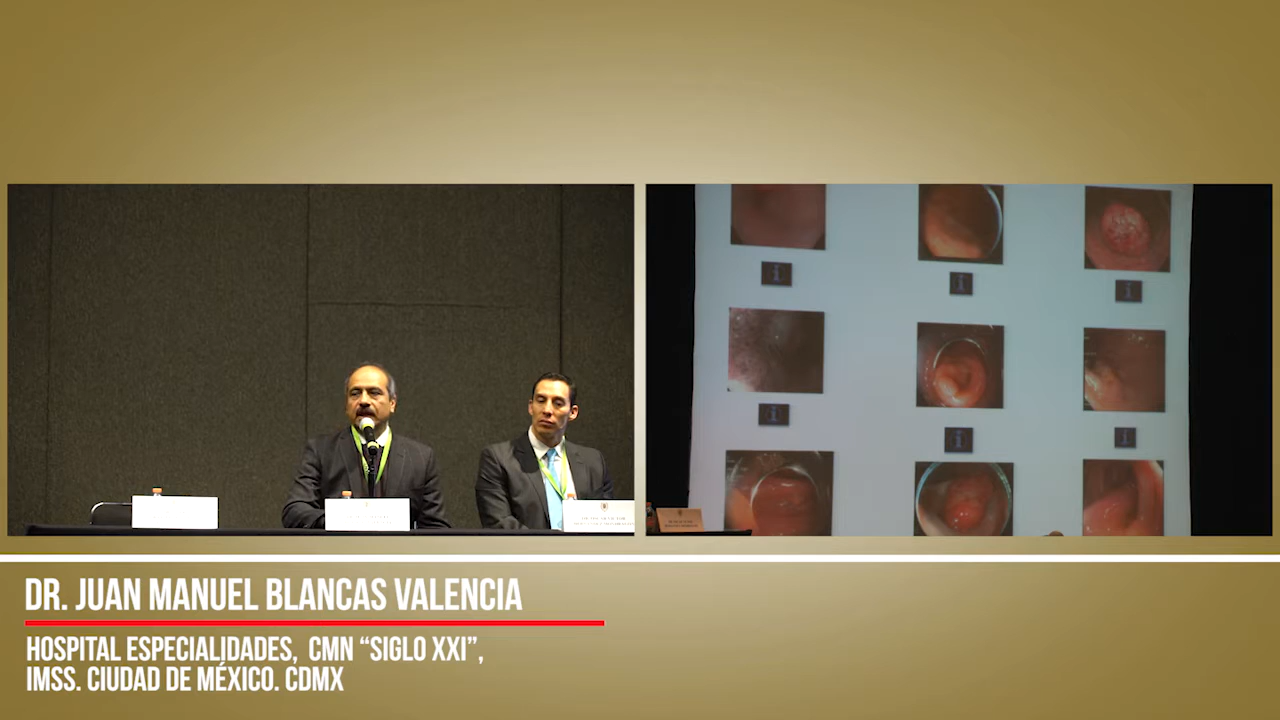 DR. JUAN MANUEL BLANCAS VALENCIA
HOSPITAL ESPECIALIDADES, CMN “SIGLO XXI”,
IMSS. CIUDAD DE MÉXICO. CDMX